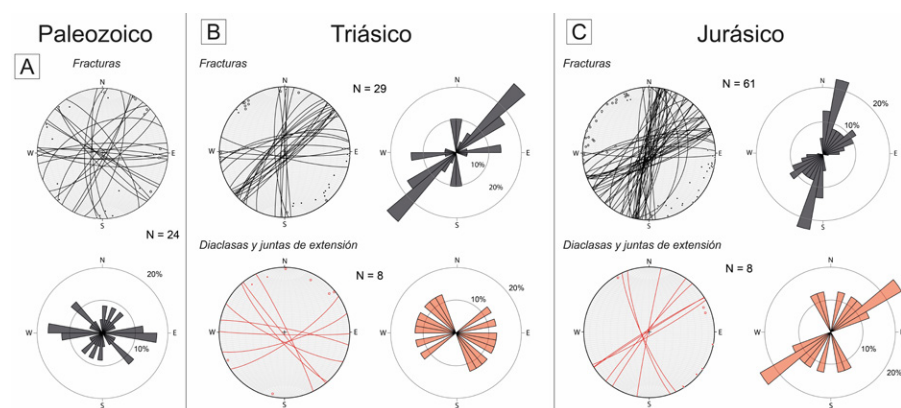 Paleozoico
A
Fracturas
N
W
E
S
N = 24
N
20%
10%
W
E
S
B
Triásico
Fracturas
N
W
E
S
N = 29
N
W
E
S
10%
20%
Diaclasas y juntas de extensión
N
W
E
S
N = 8
N
W
E
S
10%
20%
C
Jurásico
Fracturas
N
W
E
S
N = 61
N
W
E
S
10%
20%
Diaclasas y juntas de extensión
N
W
E
S
N = 8
N
W
E
S
10%
20%